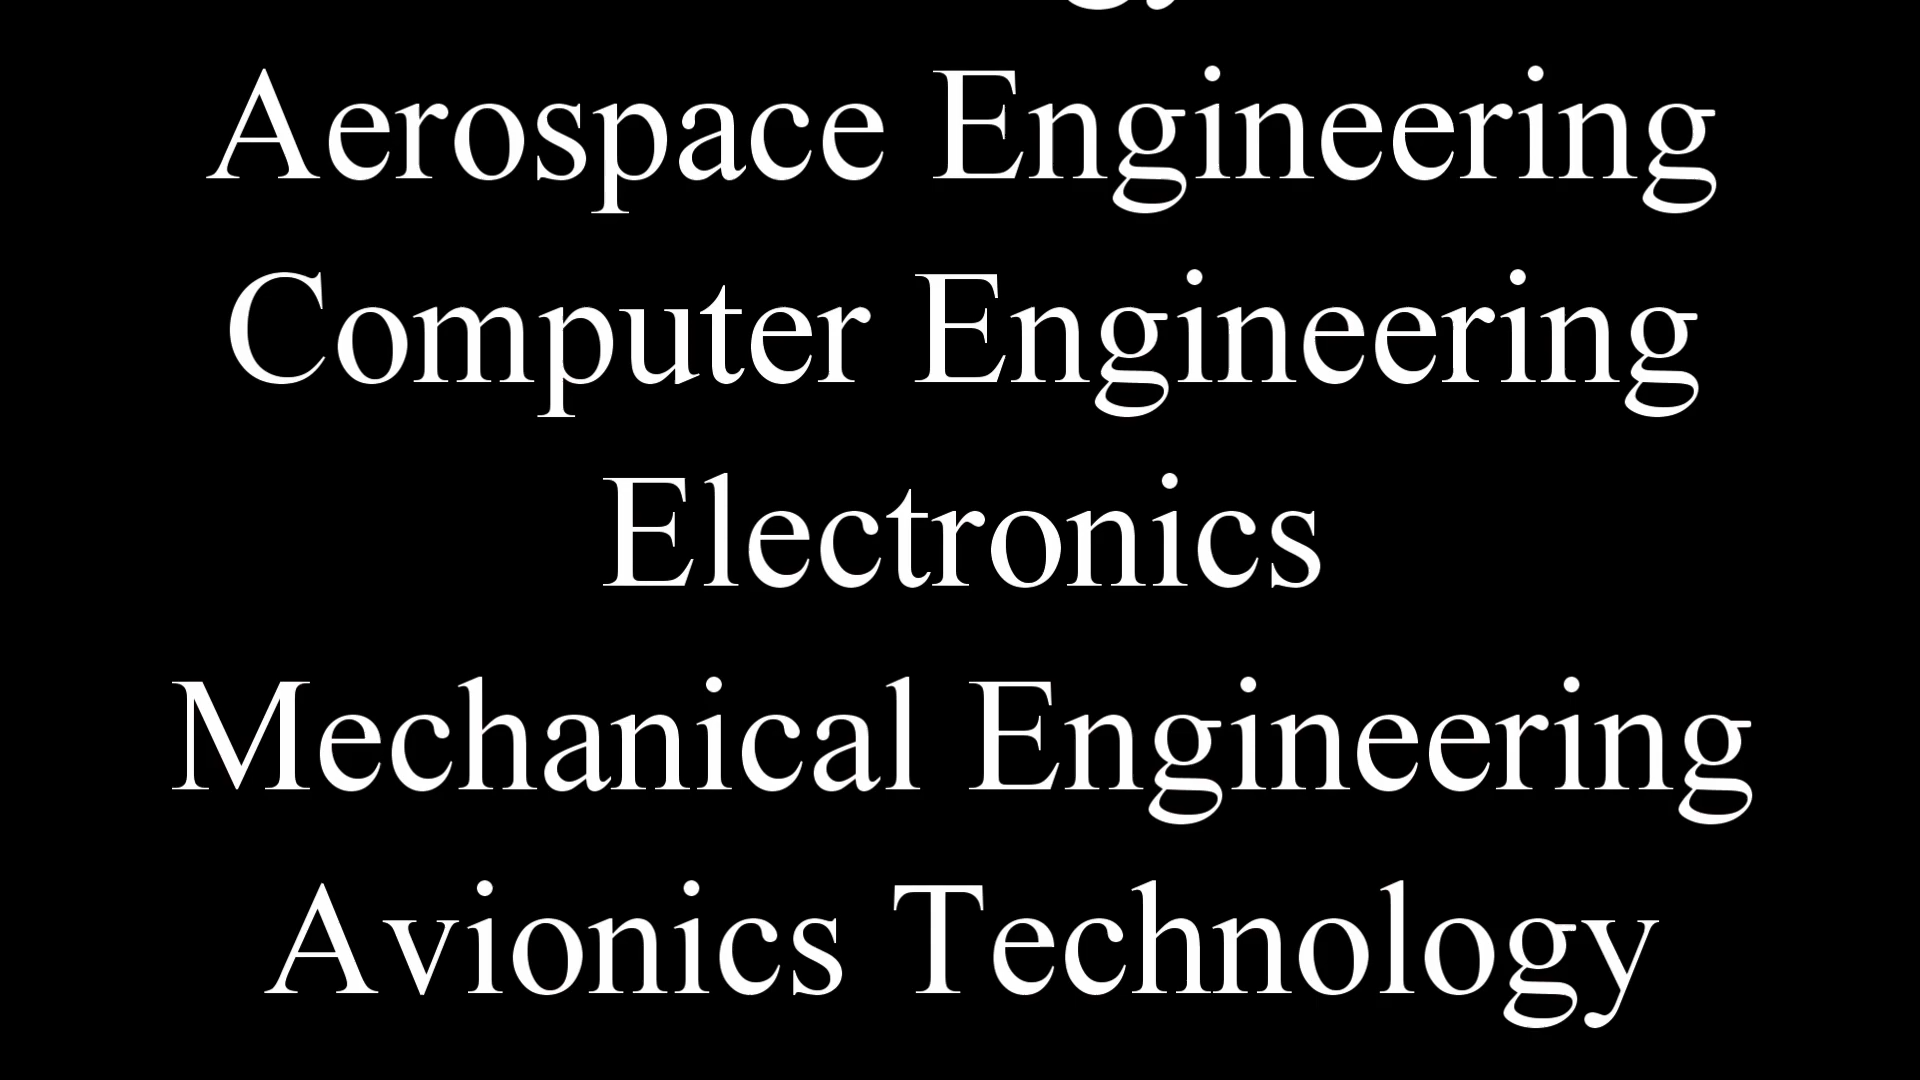 Aerospace Engineering
Computer Engineering
Electronics
Mechanical Engineering
Avionics Technology